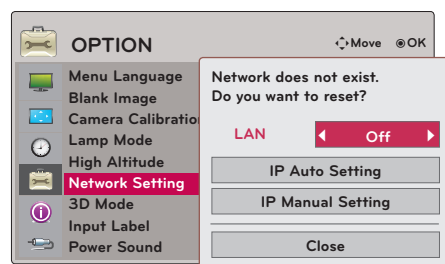 OPTION
Move
OK
Menu Language
Blank Image
Camera Calibratio
Lamp Mode
High Altitude
Network Setting
3D Mode
Input Label
Power Sound
Network does not exist.
Do you want to reset?
LAN
Off
IP Auto Setting
IP Manual Setting
Close